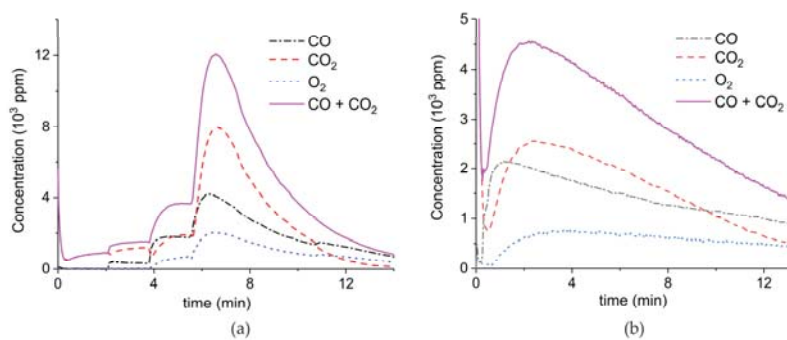 CO
CO₂
O₂
CO + CO₂
Concentration (10³ ppm)
12
8
4
0
0
4
8
12
time (min)
(a)
CO
CO₂
O₂
CO + CO₂
Concentration (10³ ppm)
5
4
3
2
1
0
0
4
8
12
time (min)
(b)